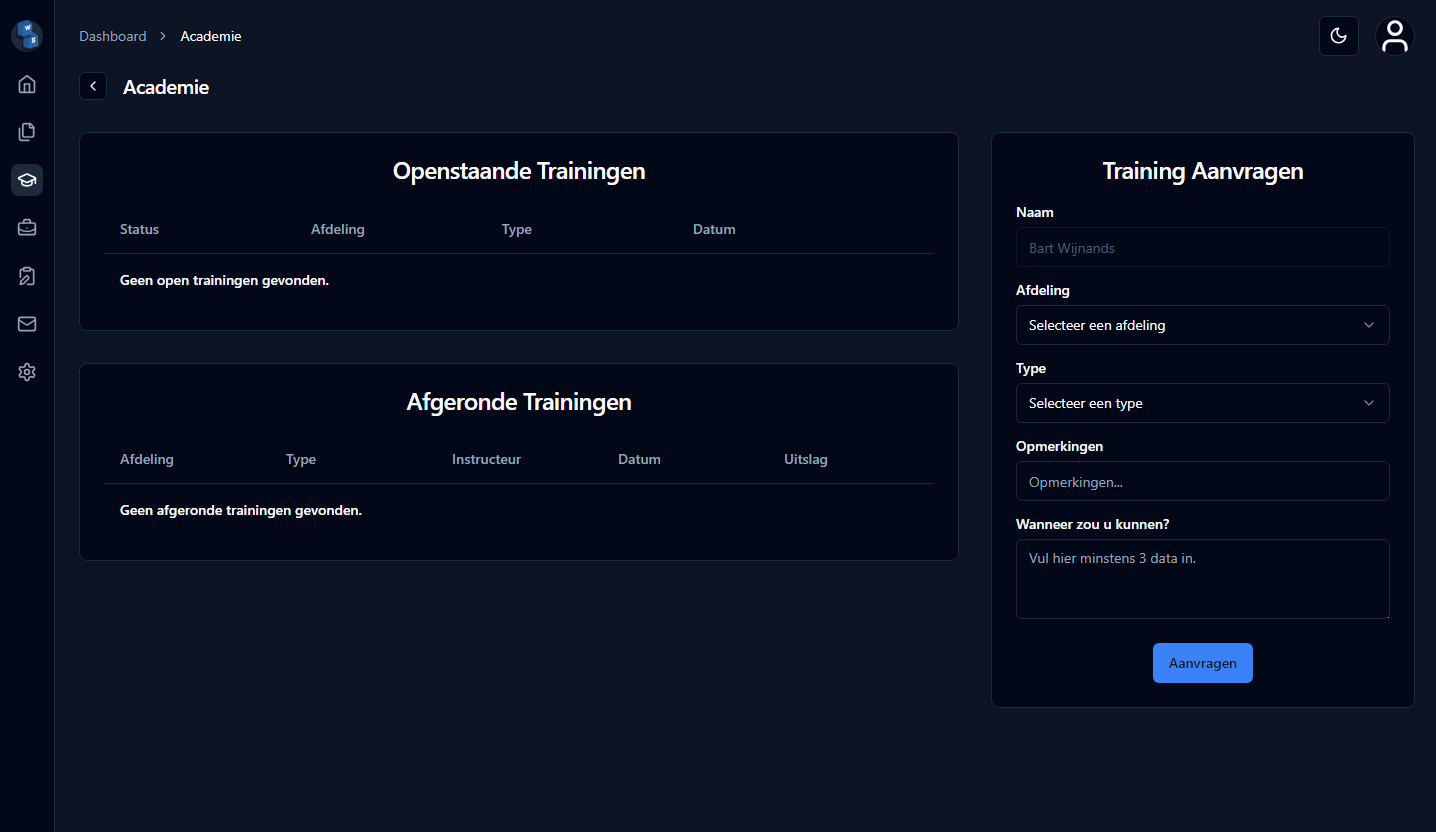 W
S
Dashboard > Academie
Academie
Openstaande Trainingen
Status Afdeling Type Datum
Geen open trainingen gevonden.
Afgeronde Trainingen
Afdeling Type Instructeur Datum Uitslag
Geen afgeronde trainingen gevonden.
Training Aanvragen
Naam
Bart Wijnands
Afdeling
Selecteer een afdeling
Type
Selecteer een type
Opmerkingen
Opmerkingen...
Wanneer zou u kunnen?
Vul hier minstens 3 data in.
Aanvragen